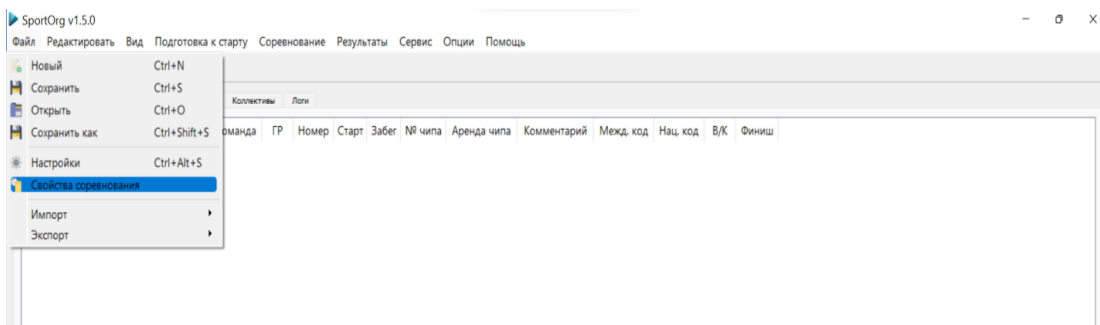 SportOrg v1.5.0
Файл Редактировать Вид Подготовка к старту Соревнование Результаты Сервис Опции Помощь
Новый Ctrl+N
Сохранить Ctrl+S
Открыть Ctrl+O
Сохранить как Ctrl+Shift+S
Настройки Ctrl+Alt+S
Свойства соревнования
Импорт
Экспорт
Коллективы Логи
оманда ГР Номер Старт Забег № чипа Аренда чипа Комментарий Межд. код Нац. код В/К Финиш